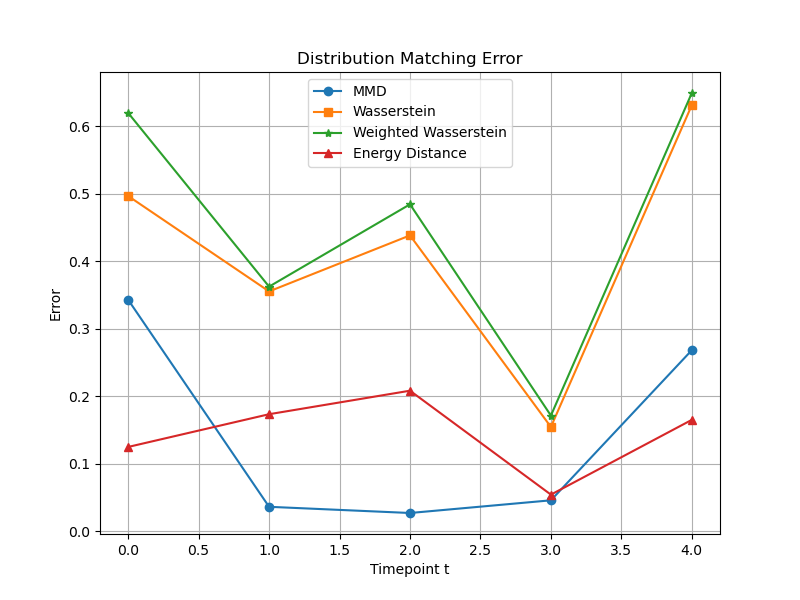 Distribution Matching Error
MMD
Wasserstein
Weighted Wasserstein
Energy Distance
Error
0.6
0.5
0.4
0.3
0.2
0.1
0.0
0.0 0.5 1.0 1.5 2.0 2.5 3.0 3.5 4.0
Timepoint t